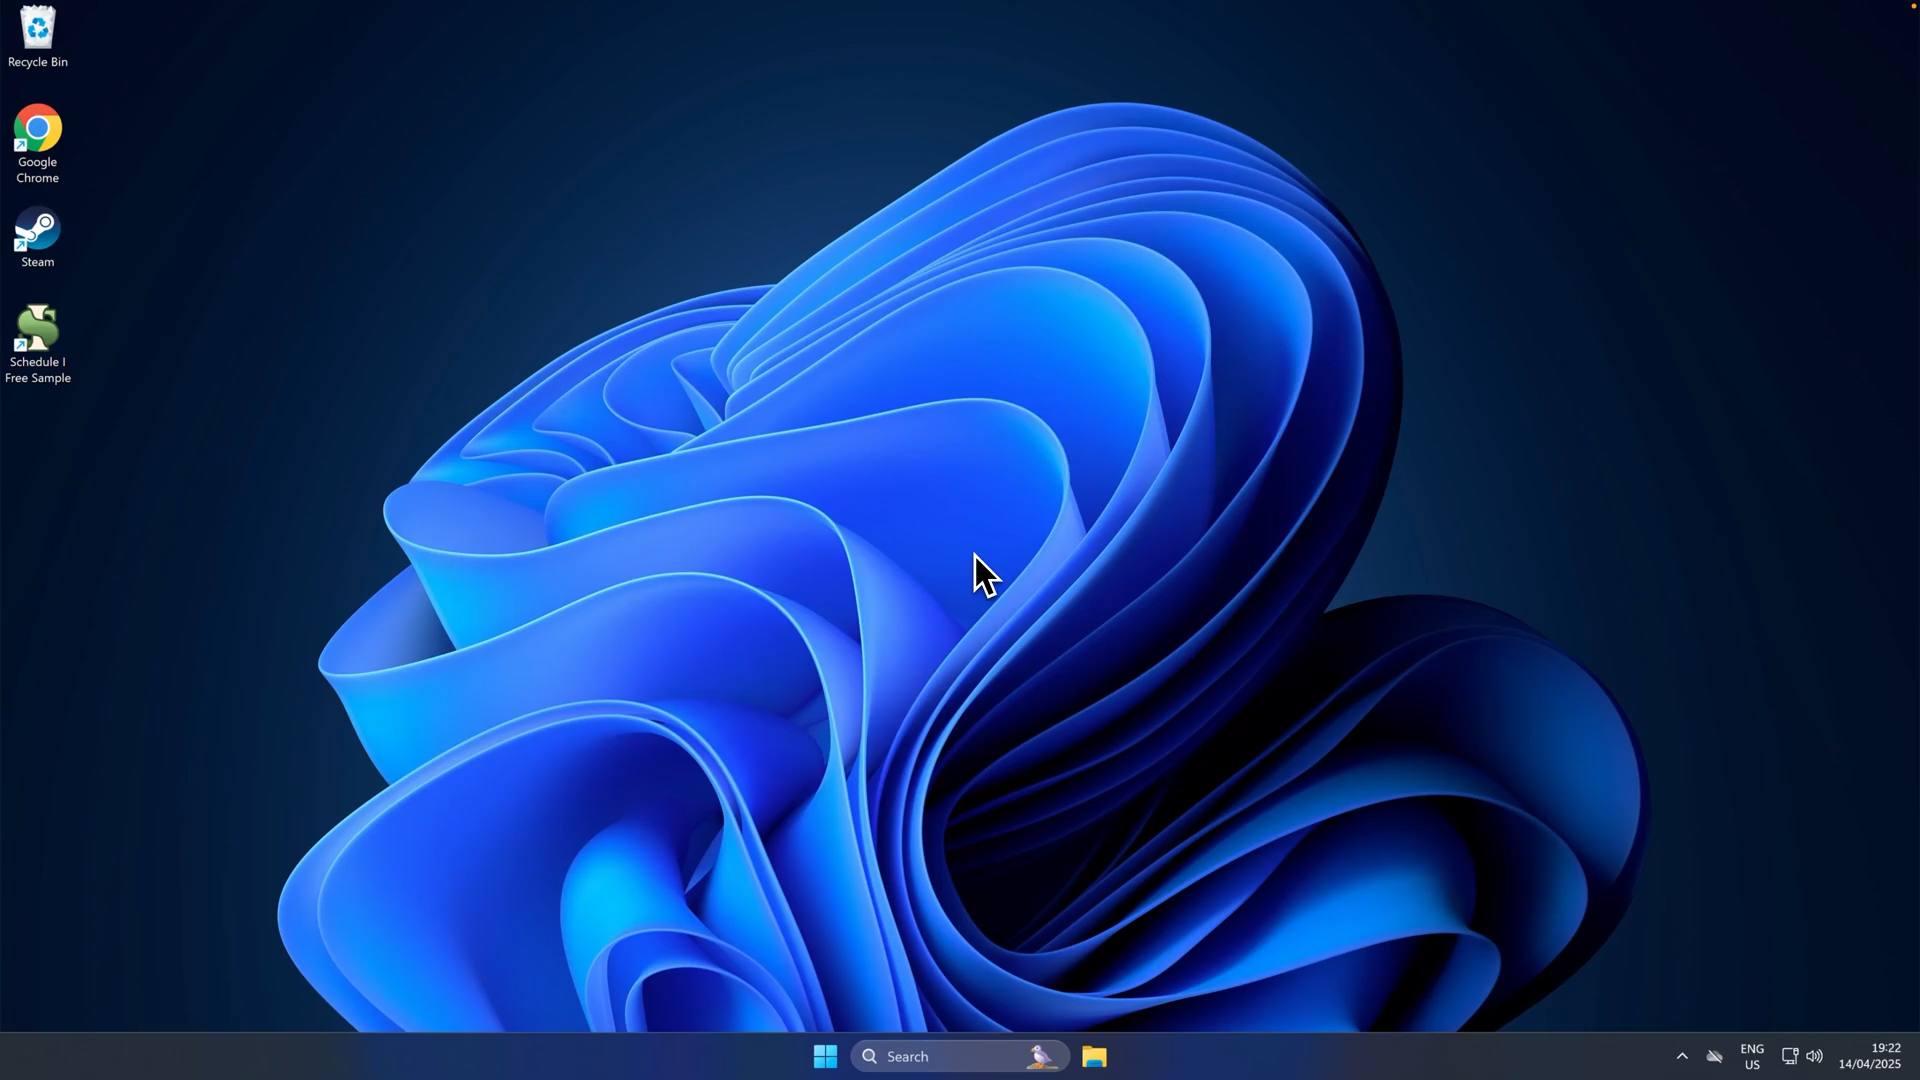 Recycle Bin
Google
Chrome
Steam
Schedule I
Free Sample
Search
ENG
US
19:22
14/04/2025